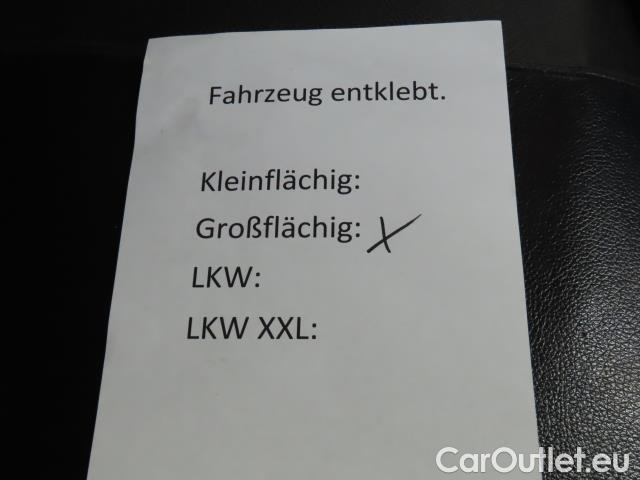 Fahrzeug entklebt.
Kleinflächig:
Großflächig: X
LKW:
LKW XXL:
CarOutlet.eu